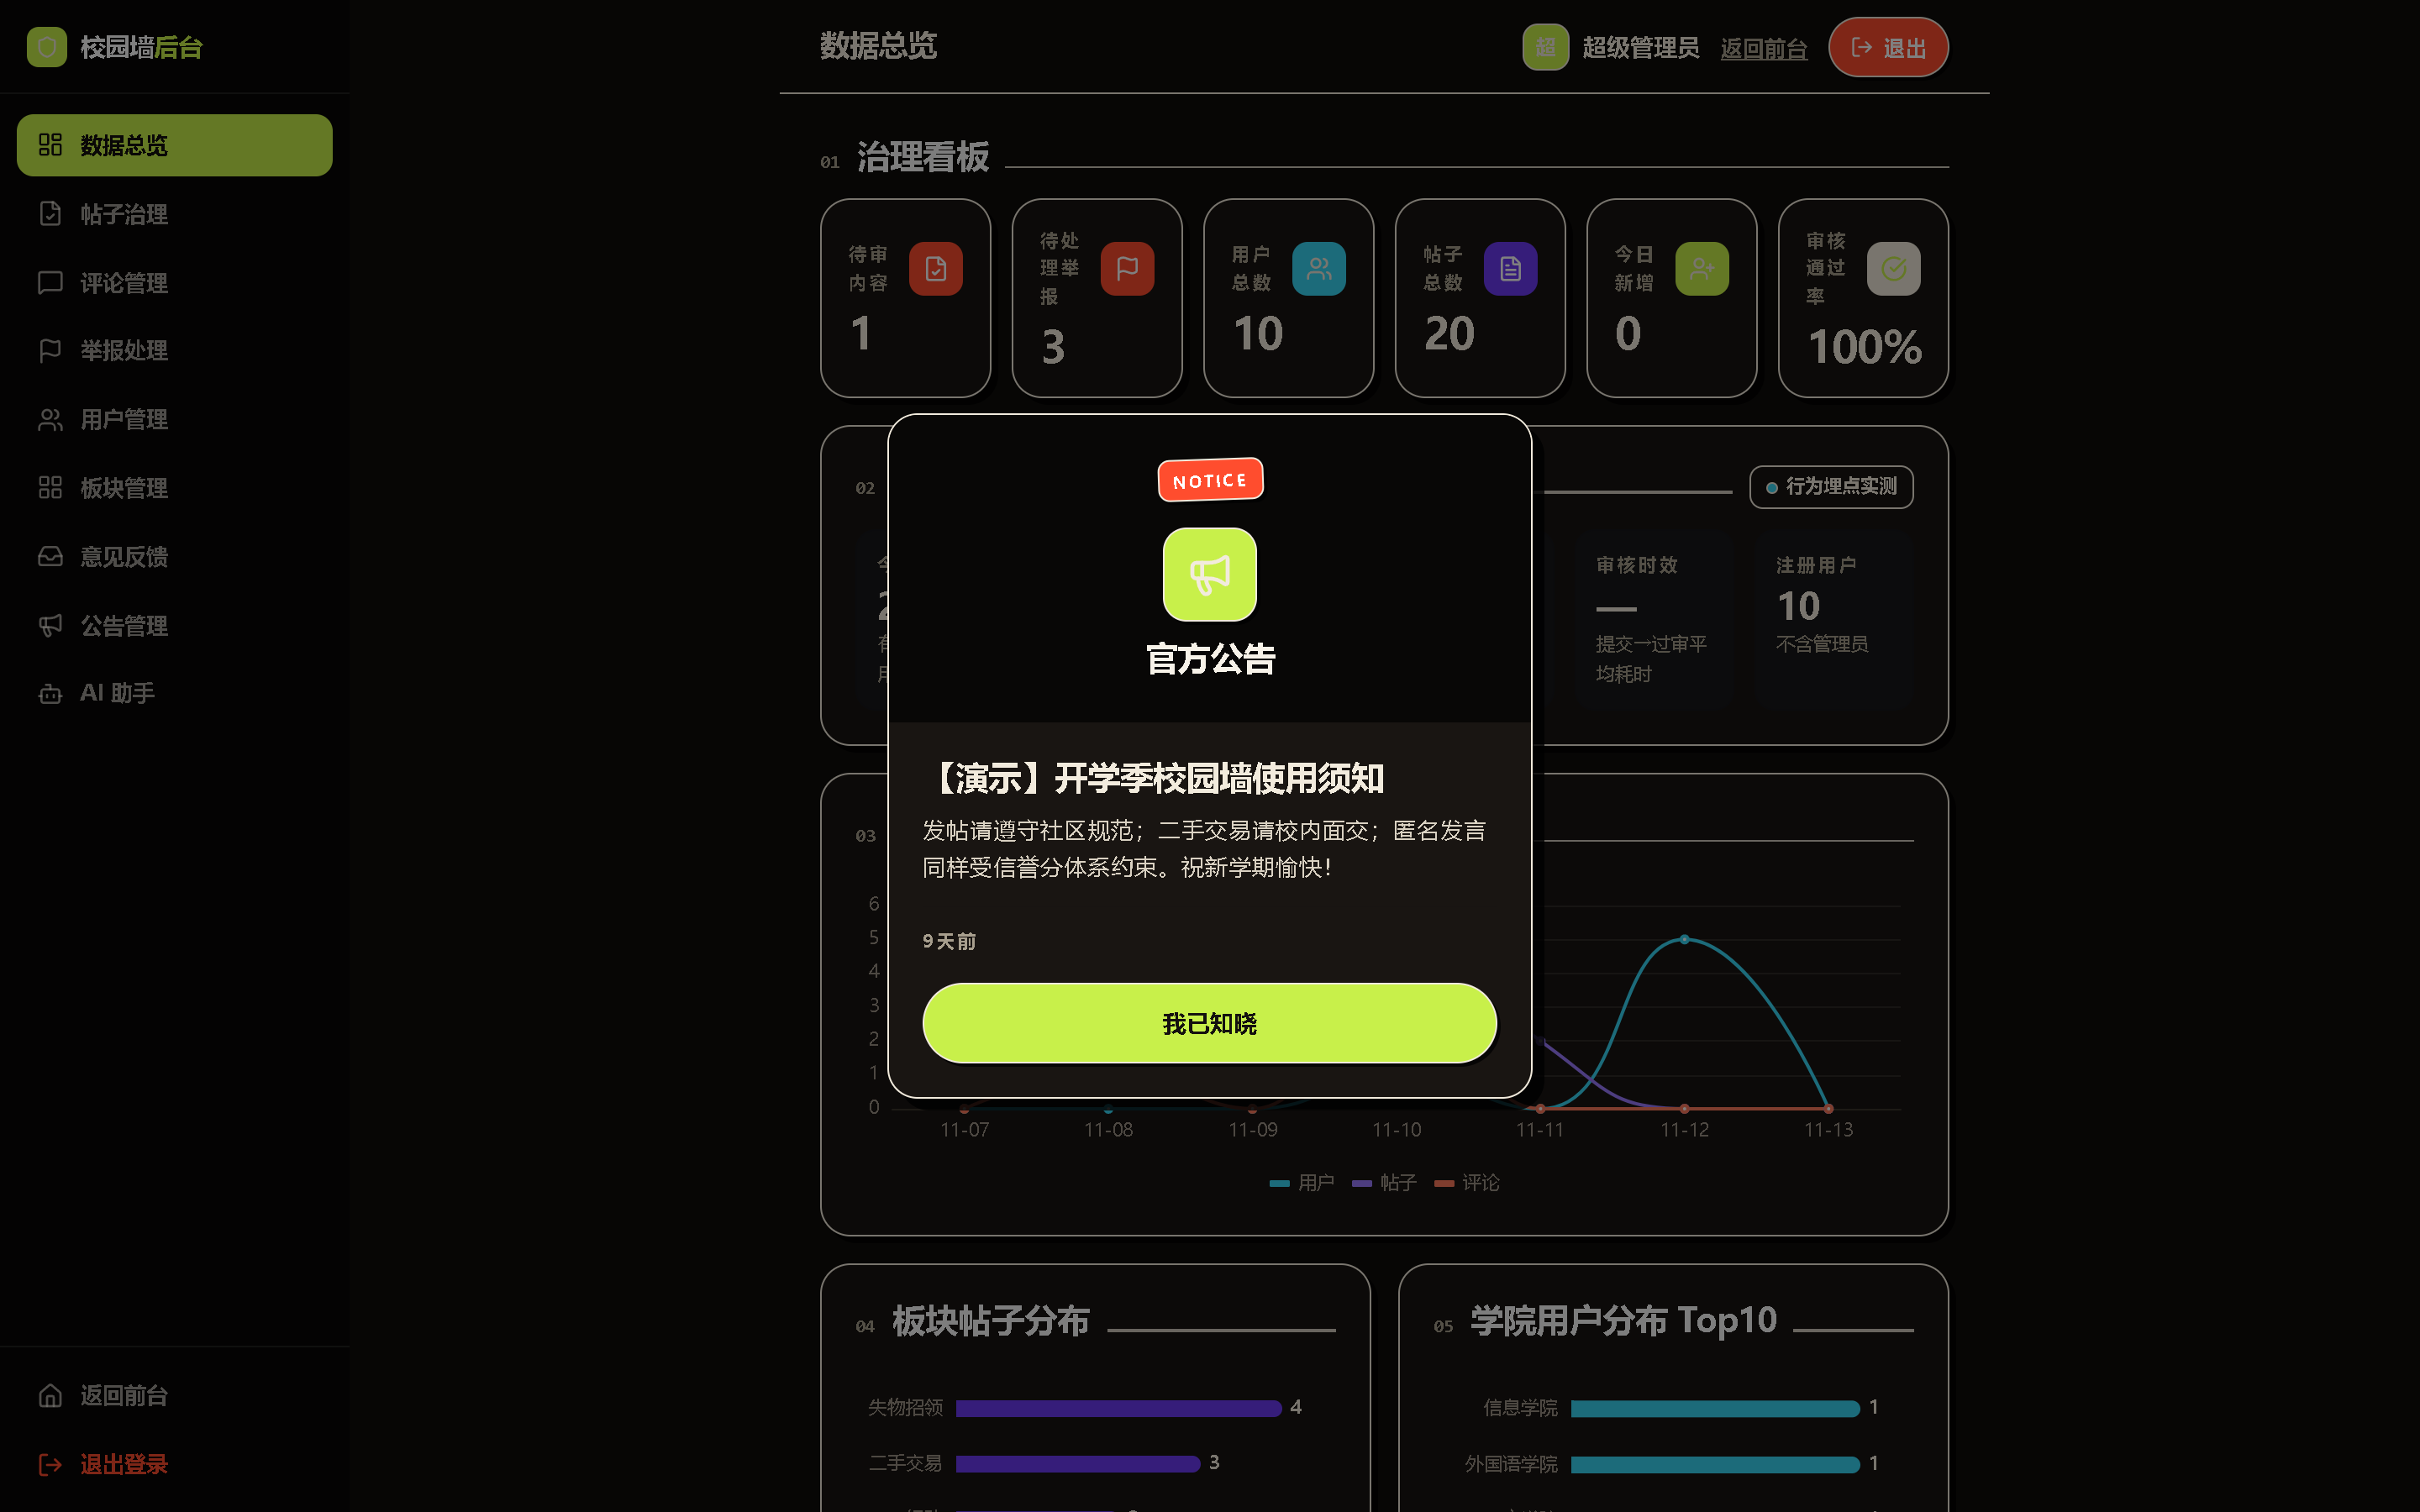 校园墙后台
数据总览
帖子治理
评论管理
举报处理
用户管理
板块管理
意见反馈
公告管理
AI 助手
返回前台
退出登录
数据总览
超 超级管理员 返回前台 退出
01 治理看板
待审
内容
1
待处
理举
报
3
用户
总数
10
帖子
总数
20
今日
新增
0
审核
通过
率
100%
02
行为埋点实测
审核时效
—
提交→过审平
均耗时
注册用户
10
不含管理员
NOTICE
官方公告
【演示】开学季校园墙使用须知
发帖请遵守社区规范；二手交易请校内面交；匿名发言
同样受信誉分体系约束。祝新学期愉快！
9天前
我已知晓
03
6
5
4
3
2
1
0
11-07 11-08 11-09 11-10 11-11 11-12 11-13
用户 帖子 评论
04 板块帖子分布
失物招领 4
二手交易 3
05 学院用户分布 Top10
信息学院 1
外国语学院 1